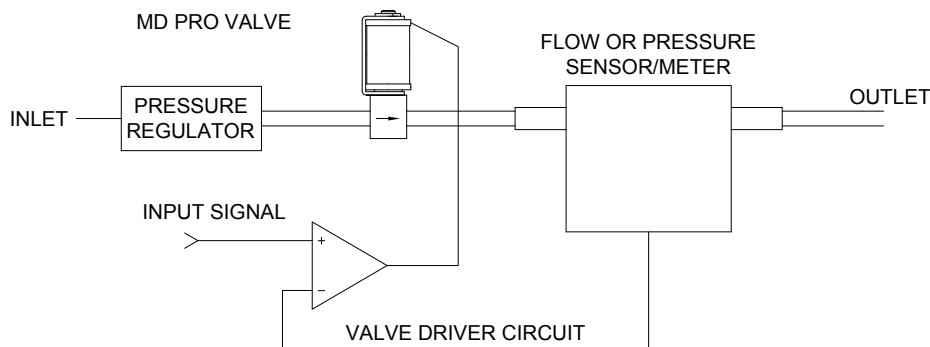 MD PRO VALVE
FLOW OR PRESSURE
SENSOR/METER
INLET
PRESSURE
REGULATOR
OUTLET
INPUT SIGNAL
+
−
VALVE DRIVER CIRCUIT